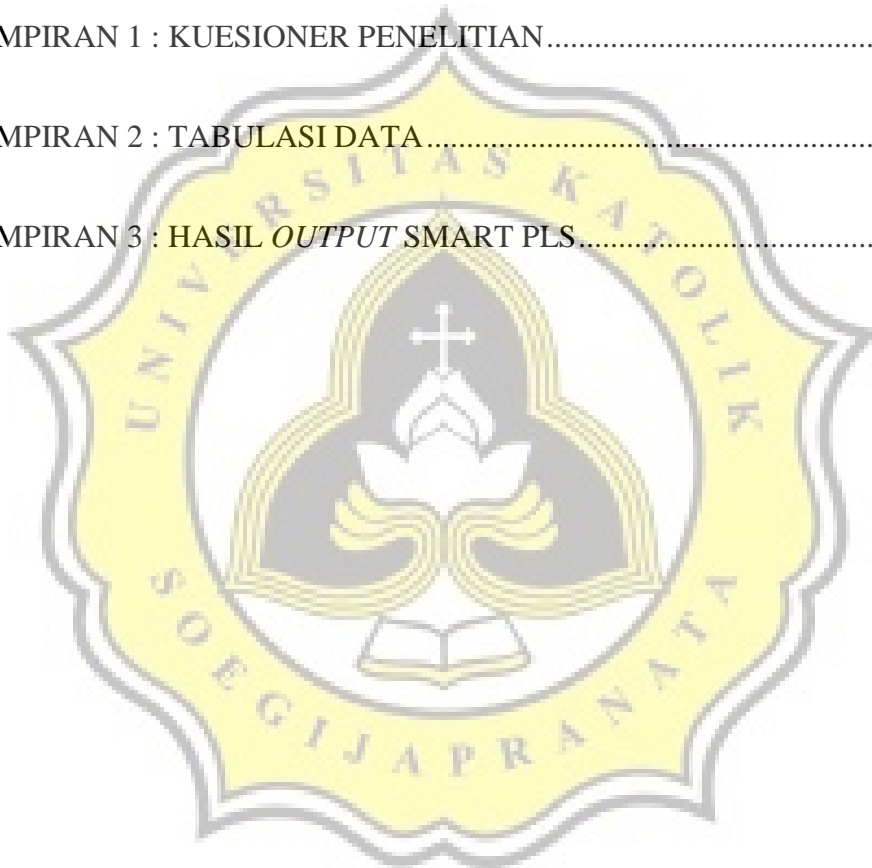 MPIRAN 1 : KUESIONER PENELITIAN........................................
MPIRAN 2 : TABULASI DATA........................................................
MPIRAN 3 : HASIL OUTPUT SMART PLS...................................
UNIVERSITAS KATOLIK
SOEGIJAPRANATA